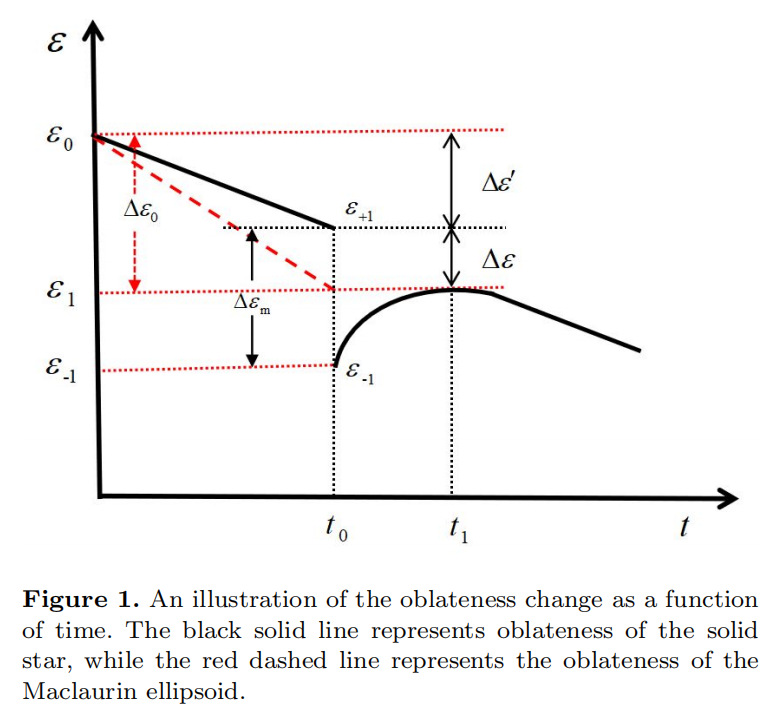 ε
ε₀
Δε'
Δε₀
ε₊₁
Δε
ε₁
Δεₘ
ε₋₁
ε₋₁
t₀
t₁
t
Figure 1. An illustration of the oblateness change as a function
of time. The black solid line represents oblateness of the solid
star, while the red dashed line represents the oblateness of the
Maclaurin ellipsoid.